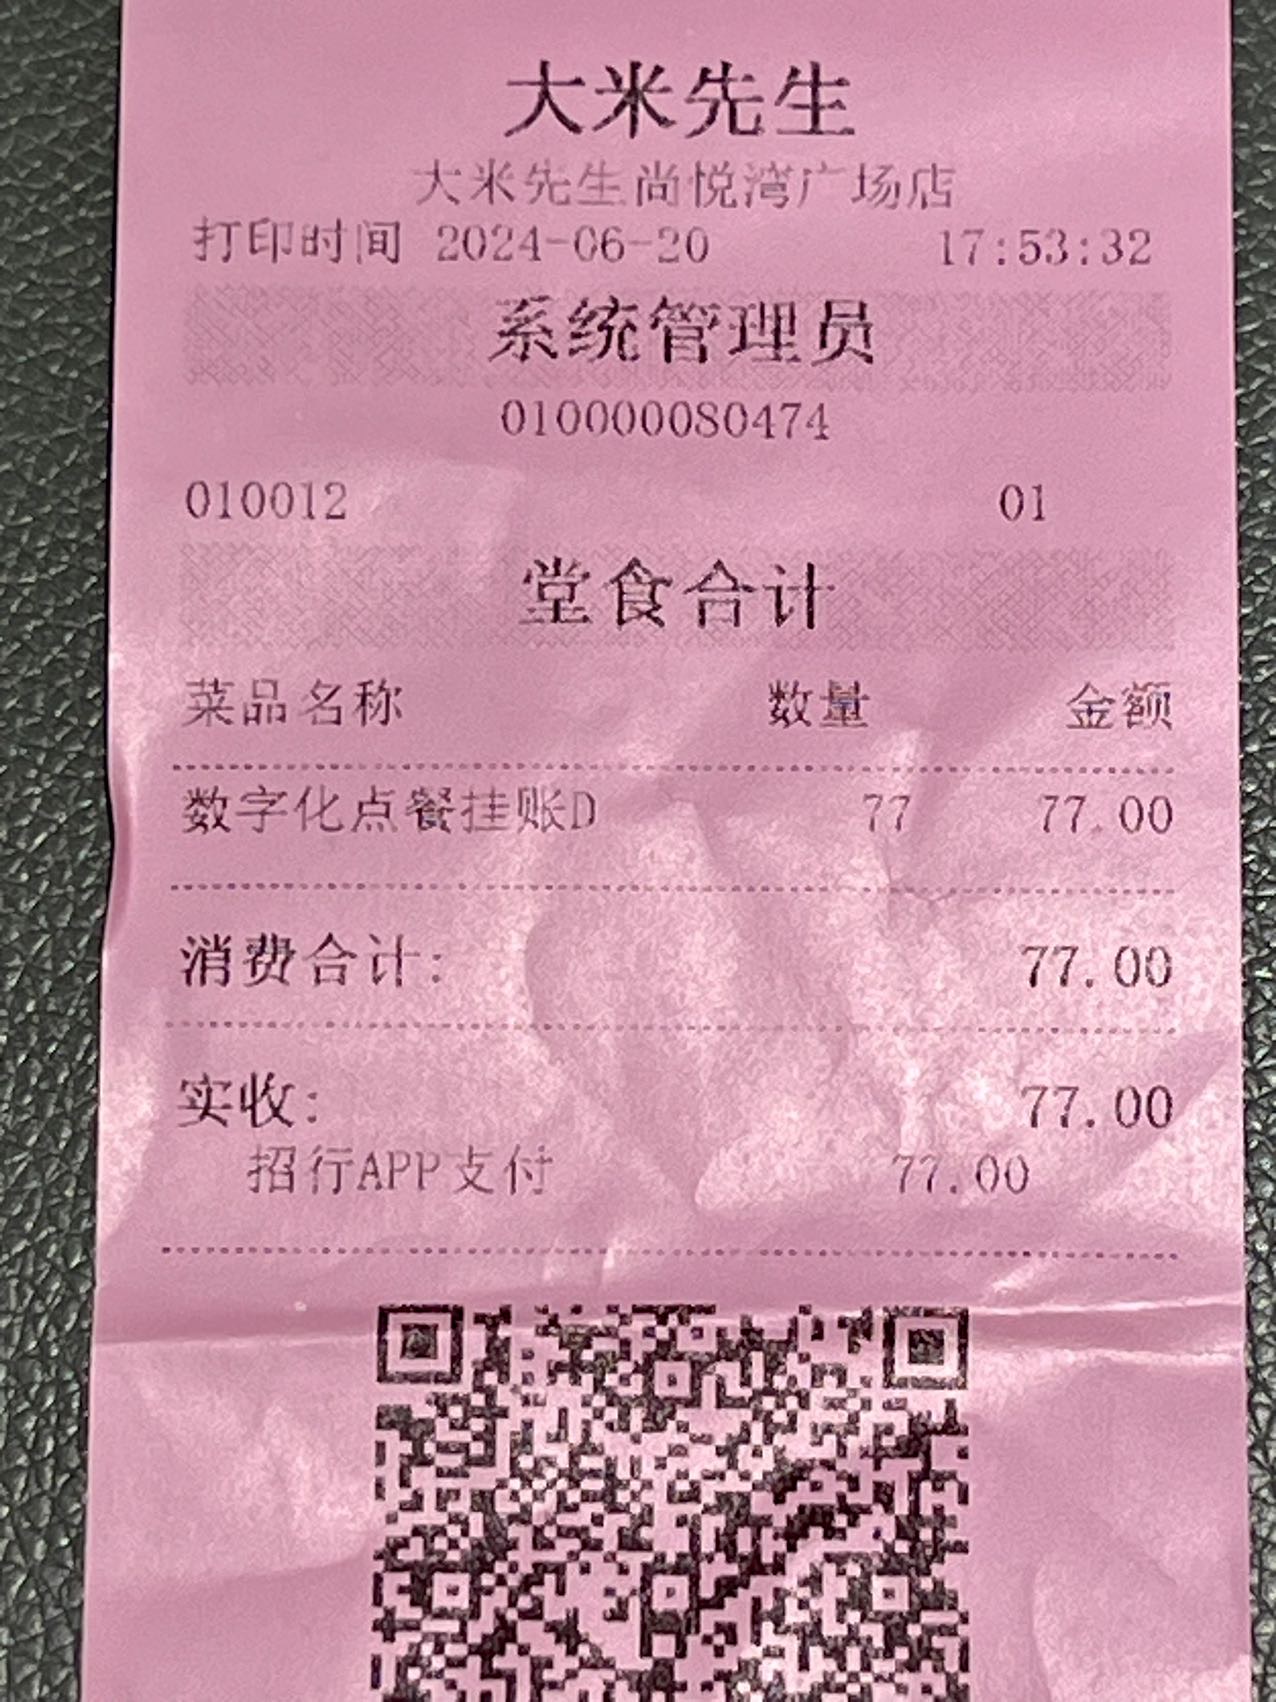 大米先生
大米先生尚悦湾广场店
打印时间 2024-06-20 17:53:32
系统管理员
010000080474
010012 01
堂食合计
菜品名称 数量 金额
数字化点餐挂账D 77 77.00
消费合计: 77.00
实收: 77.00
招行APP支付 77.00